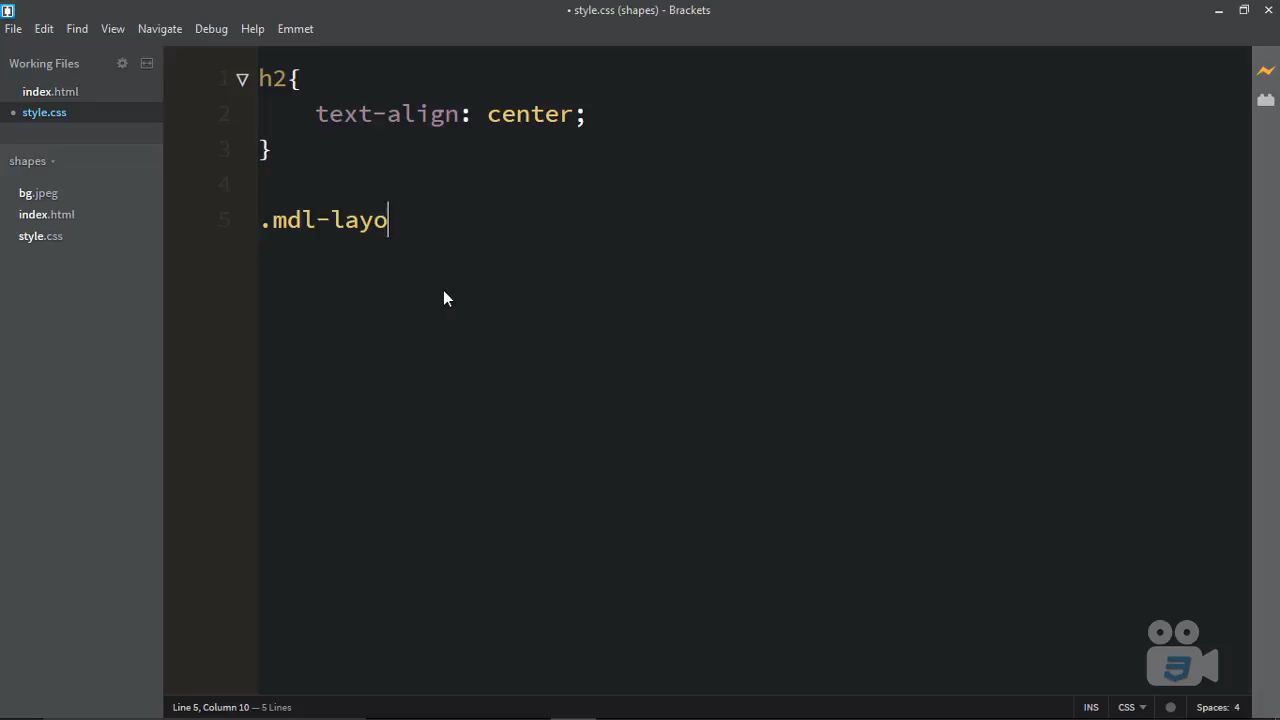 • style.css (shapes) - Brackets
File Edit Find View Navigate Debug Help Emmet
Working Files
index.html
• style.css
shapes
bg.jpeg
index.html
style.css
1 h2{
2 text-align: center;
3 }
4
5 .mdl-layo
Line 5, Column 10 — 5 Lines
INS CSS Spaces: 4